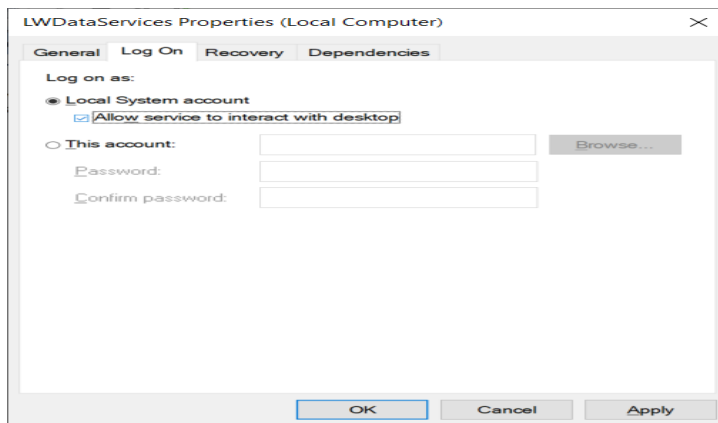 LWDataServices Properties (Local Computer)
General Log On Recovery Dependencies
Log on as:
Local System account
Allow service to interact with desktop
This account:
Browse...
Password:
Confirm password:
OK Cancel Apply